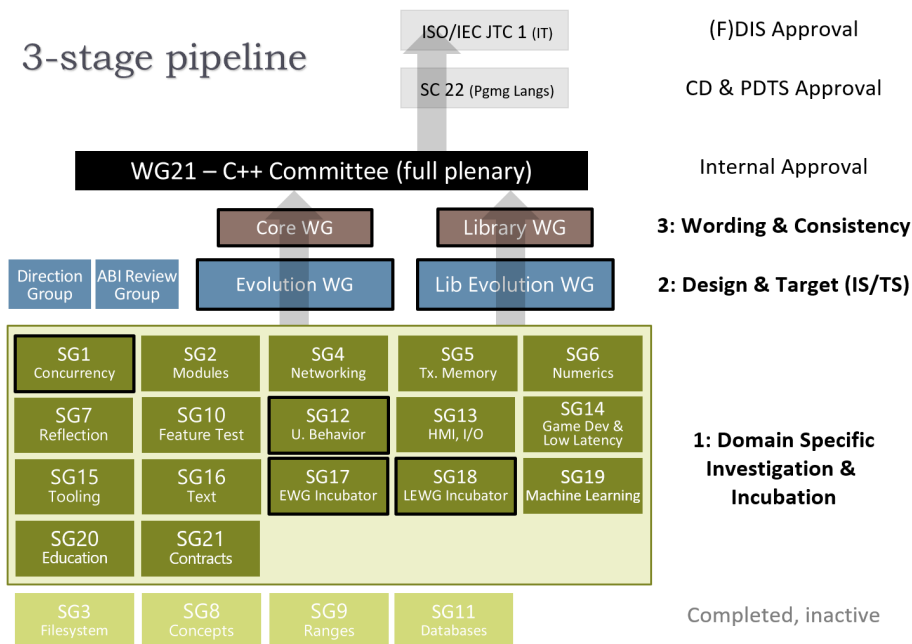 3-stage pipeline
ISO/IEC JTC 1 (IT)
(F)DIS Approval
SC 22 (Pgmg Langs)
CD & PDTS Approval
WG21 – C++ Committee (full plenary)
Internal Approval
Core WG
Library WG
3: Wording & Consistency
Direction
Group
ABI Review
Group
Evolution WG
Lib Evolution WG
2: Design & Target (IS/TS)
SG1
Concurrency
SG2
Modules
SG4
Networking
SG5
Tx. Memory
SG6
Numerics
SG7
Reflection
SG10
Feature Test
SG12
U. Behavior
SG13
HMI, I/O
SG14
Game Dev &
Low Latency
SG15
Tooling
SG16
Text
SG17
EWG Incubator
SG18
LEWG Incubator
SG19
Machine Learning
SG20
Education
SG21
Contracts
1: Domain Specific
Investigation &
Incubation
SG3
Filesystem
SG8
Concepts
SG9
Ranges
SG11
Databases
Completed, inactive